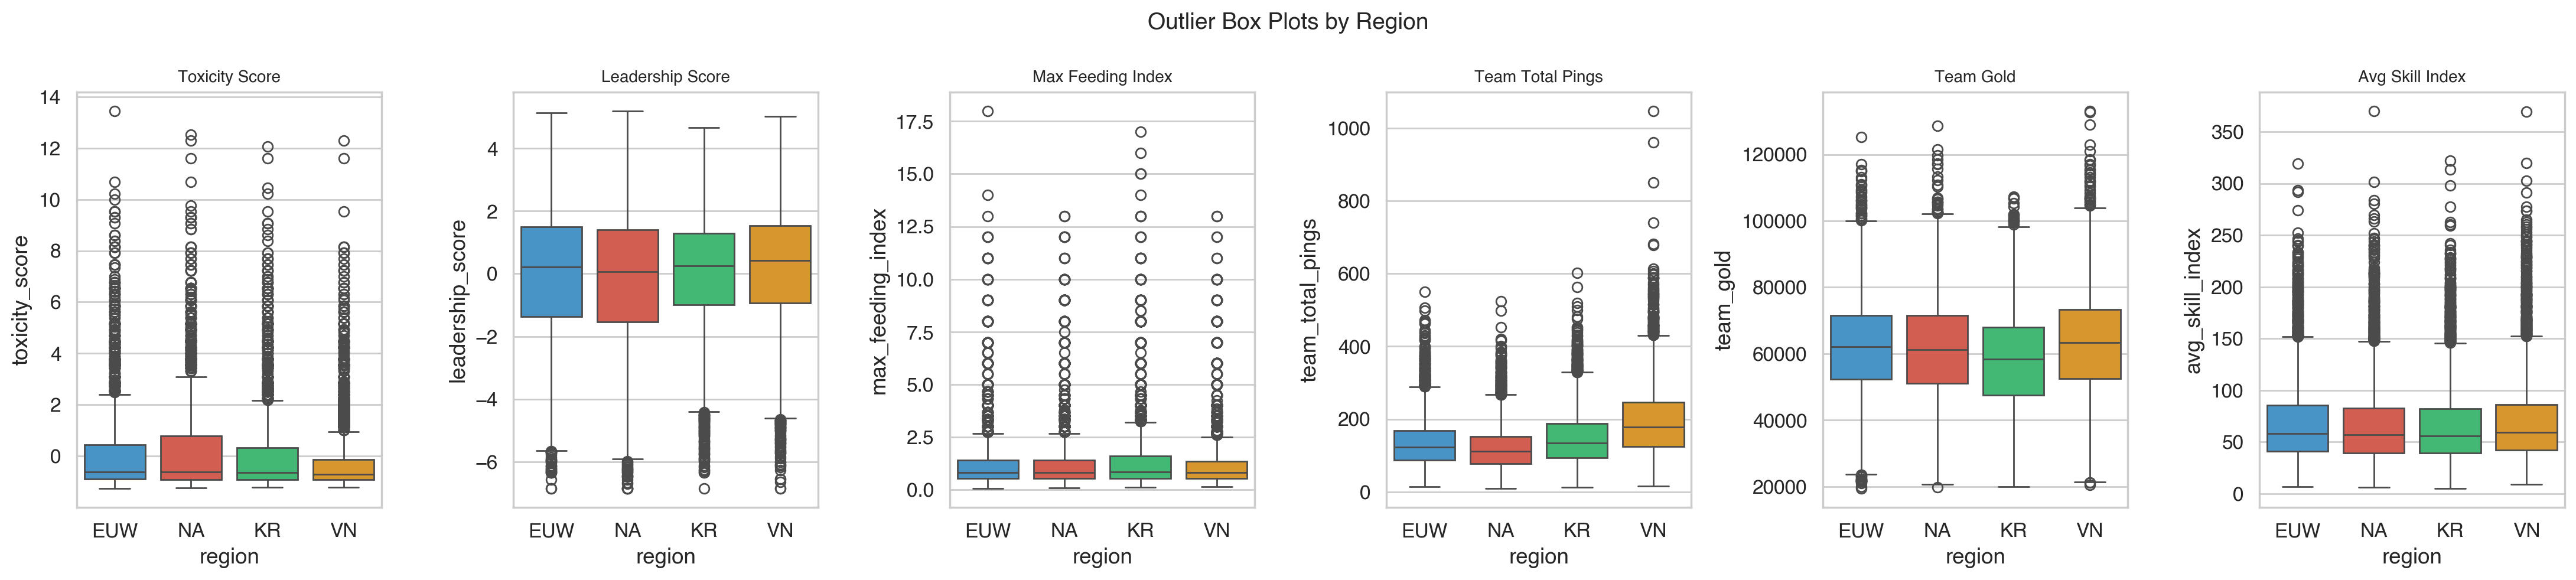 Outlier Box Plots by Region
Toxicity Score
14
12
10
8
6
4
2
0
toxicity_score
EUW NA KR VN
region
Leadership Score
4
2
0
−2
−4
−6
leadership_score
EUW NA KR VN
region
Max Feeding Index
17.5
15.0
12.5
10.0
7.5
5.0
2.5
0.0
max_feeding_index
EUW NA KR VN
region
Team Total Pings
1000
800
600
400
200
0
team_total_pings
EUW NA KR VN
region
Team Gold
120000
100000
80000
60000
40000
20000
team_gold
EUW NA KR VN
region
Avg Skill Index
350
300
250
200
150
100
50
0
avg_skill_index
EUW NA KR VN
region